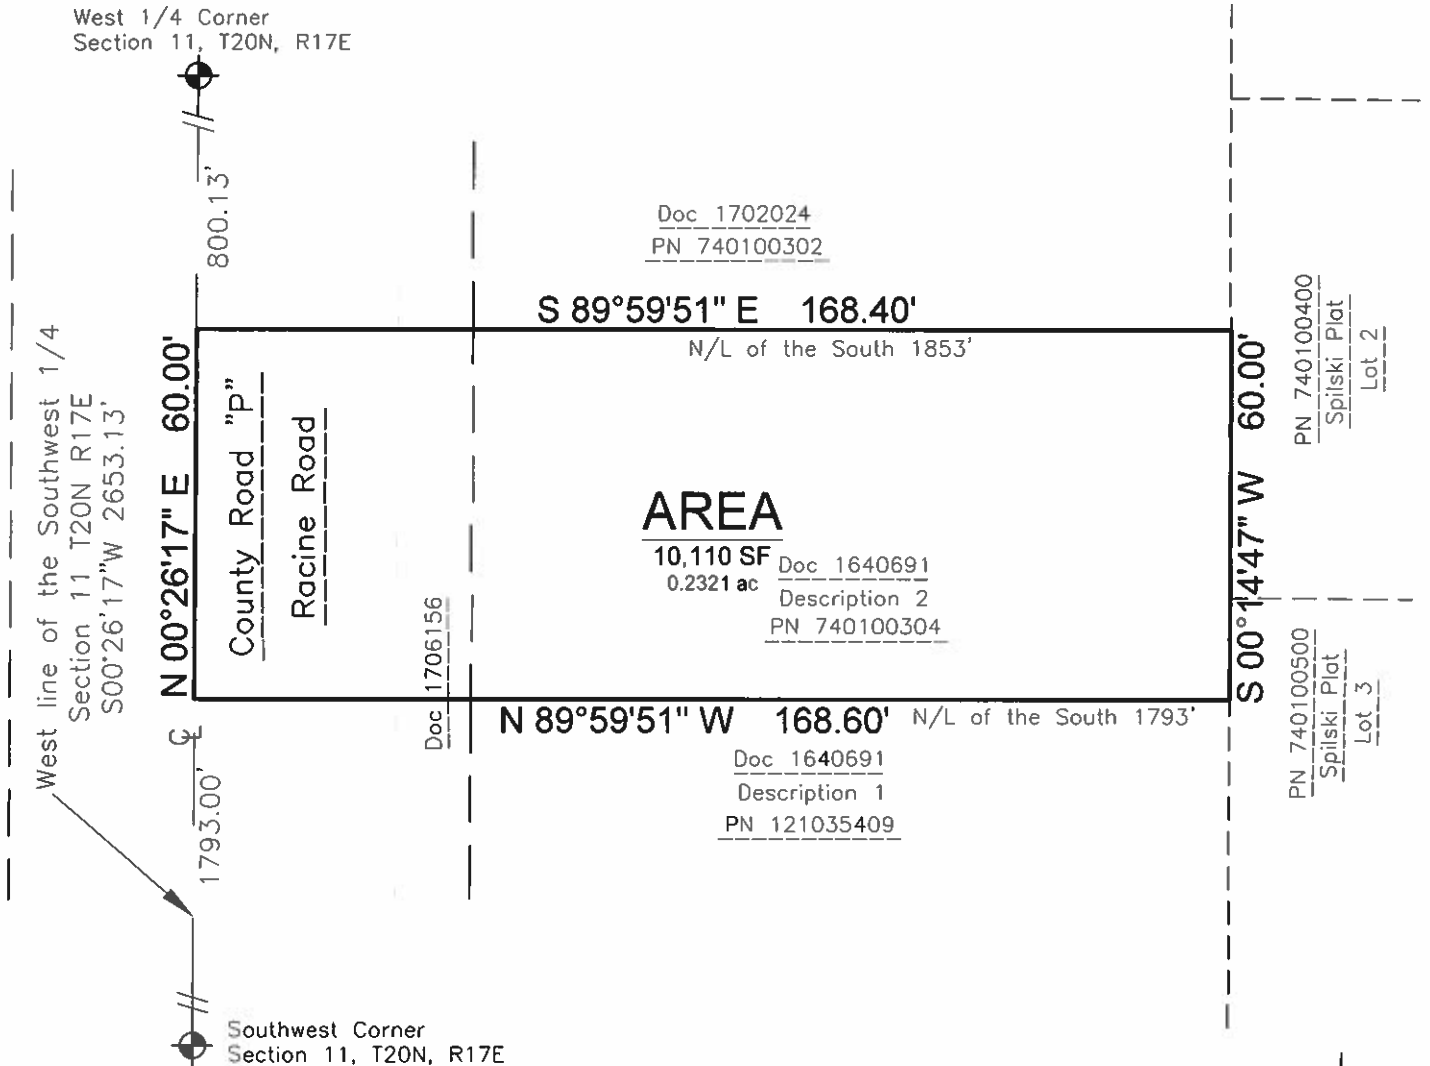 West 1/4 Corner
Section 11, T20N, R17E
800.13'
Doc 1702024
PN 740100302
S 89°59'51" E 168.40'
N/L of the South 1853'
West line of the Southwest 1/4
Section 11 T20N R17E
S00°26'17"W 2653.13'
N 00°26'17" E 60.00'
County Road "P"
Racine Road
AREA
10,110 SF
0.2321 ac
Doc 1640691
Description 2
PN 740100304
Doc 1706156
S 00°14'47" W 60.00'
PN 740100400
Spilski Plat
Lot 2
PN 740100500
Spilski Plat
Lot 3
N 89°59'51" W 168.60'
N/L of the South 1793'
Doc 1640691
Description 1
PN 121035409
℄
1793.00'
Southwest Corner
Section 11, T20N, R17E